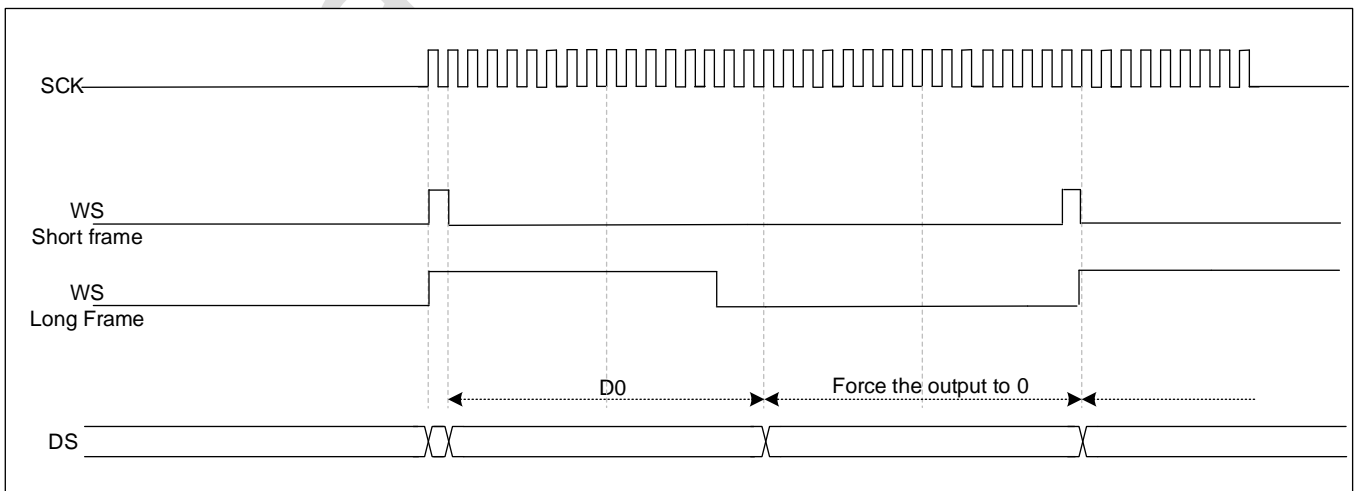 SCK
WS
Short frame
WS
Long Frame
D0
Force the output to 0
DS